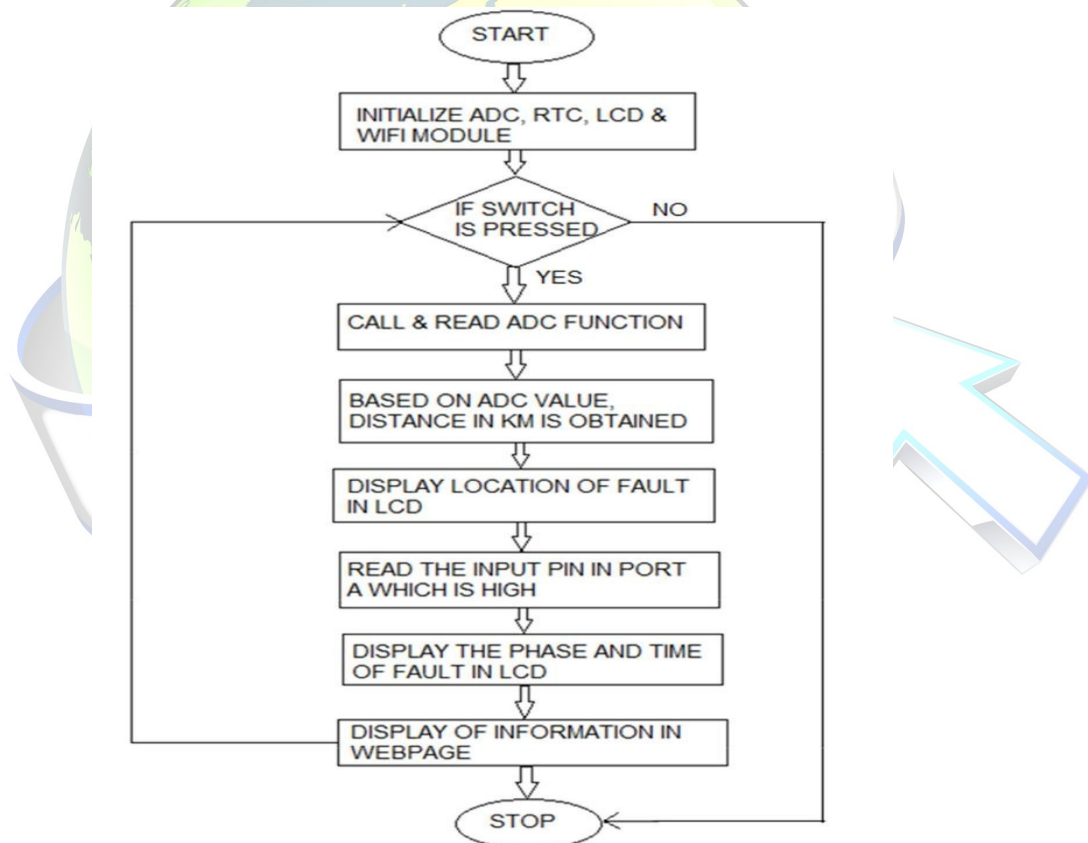 START
INITIALIZE ADC, RTC, LCD &
WIFI MODULE
IF SWITCH
IS PRESSED
NO
YES
CALL & READ ADC FUNCTION
BASED ON ADC VALUE,
DISTANCE IN KM IS OBTAINED
DISPLAY LOCATION OF FAULT
IN LCD
READ THE INPUT PIN IN PORT
A WHICH IS HIGH
DISPLAY THE PHASE AND TIME
OF FAULT IN LCD
DISPLAY OF INFORMATION IN
WEBPAGE
STOP